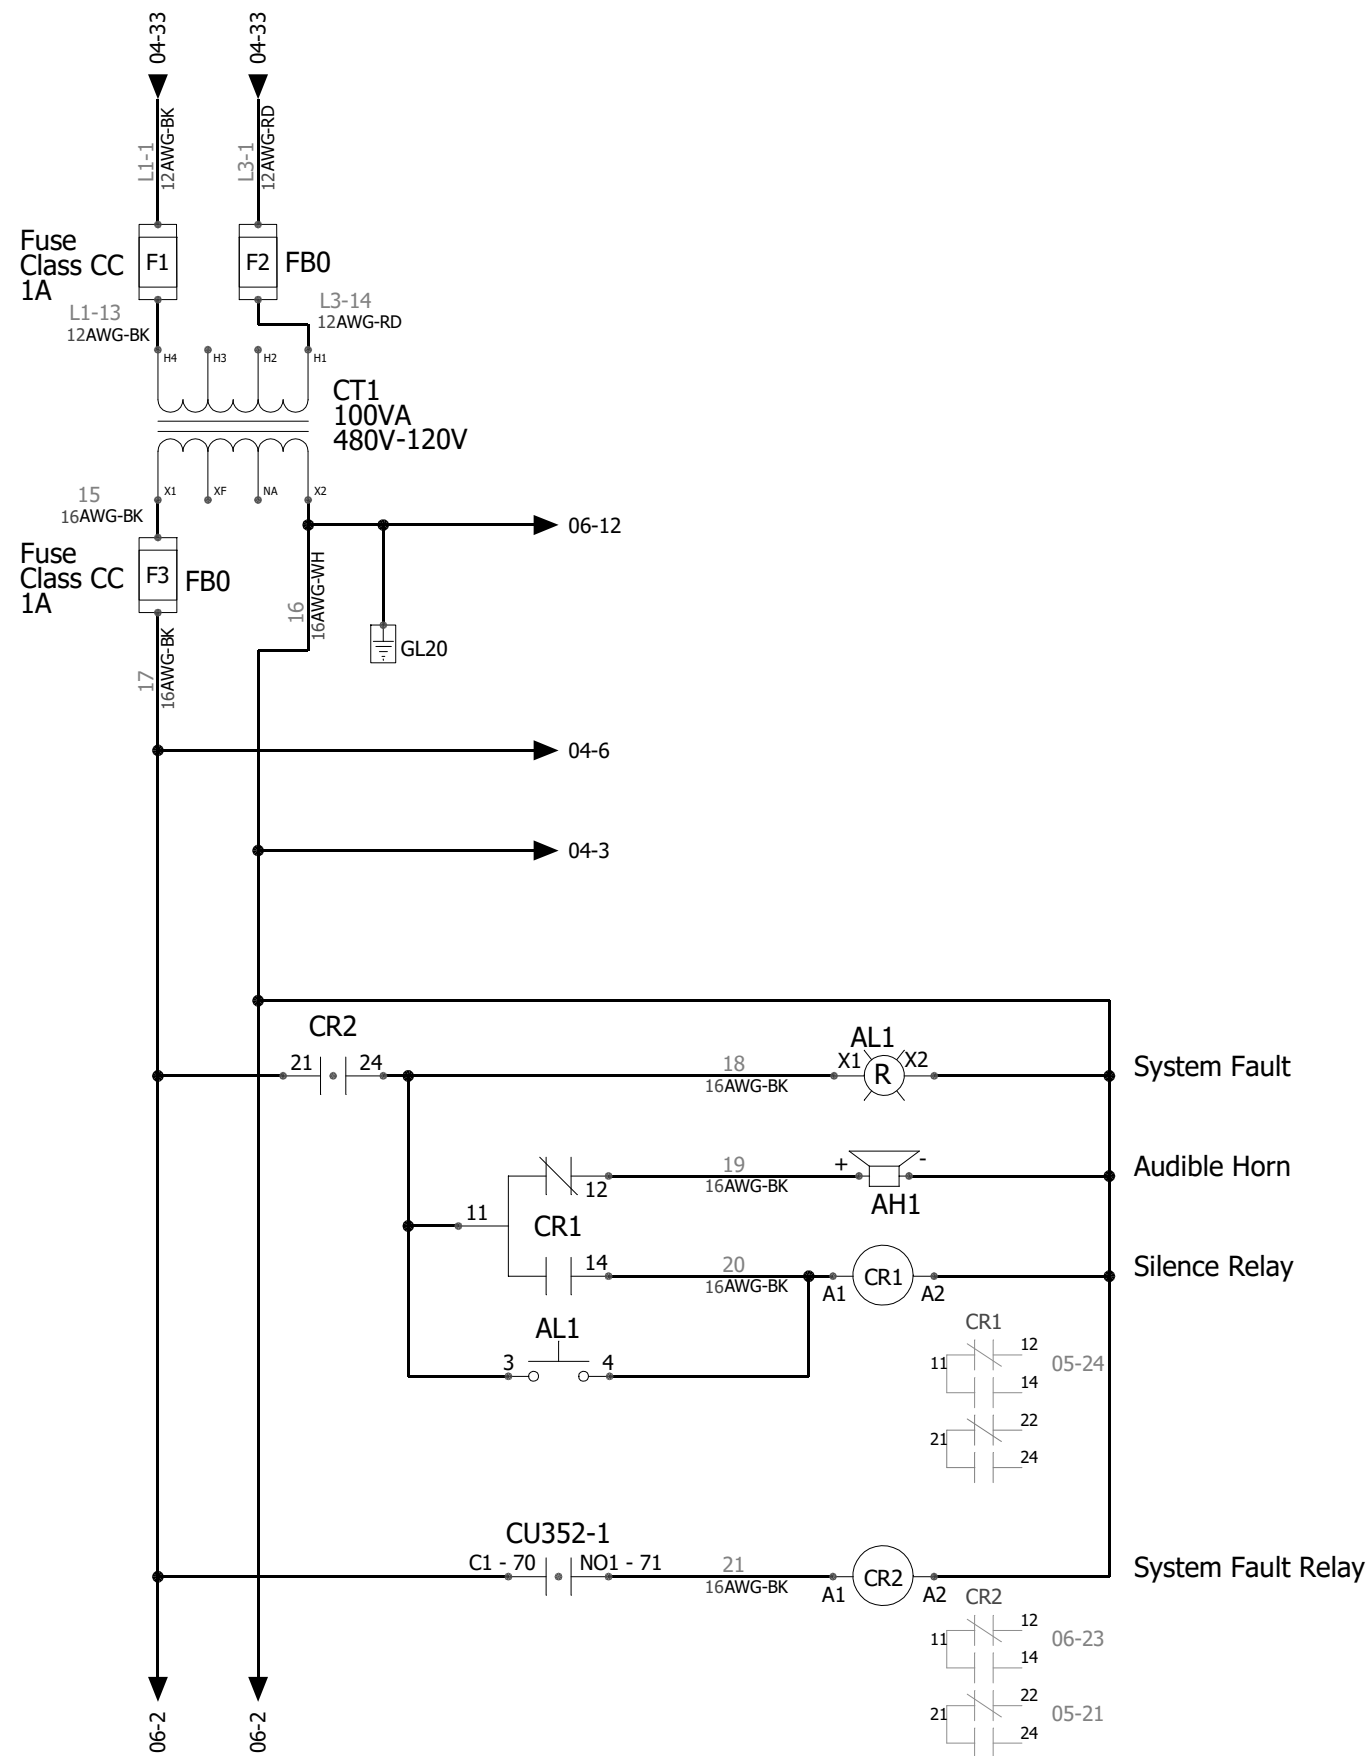 04-33
04-33
L1-1
12AWG-BK
L3-1
12AWG-RD
Fuse
Class CC
1A
F1
F2
FB0
L1-13
12AWG-BK
L3-14
12AWG-RD
H4
H3
H2
H1
CT1
100VA
480V-120V
X1
XF
NA
X2
15
16AWG-BK
06-12
Fuse
Class CC
1A
F3
FB0
16
16AWG-WH
GL20
17
16AWG-BK
04-6
04-3
CR2
21
24
18
16AWG-BK
AL1
X1
R
X2
System Fault
11
12
CR1
19
16AWG-BK
+
-
AH1
Audible Horn
14
20
16AWG-BK
A1
CR1
A2
Silence Relay
AL1
3
4
CR1
11
12
14
05-24
21
22
24
CU352-1
C1 - 70
NO1 - 71
21
16AWG-BK
A1
CR2
A2
System Fault Relay
CR2
11
12
14
06-23
21
22
24
05-21
06-2
06-2